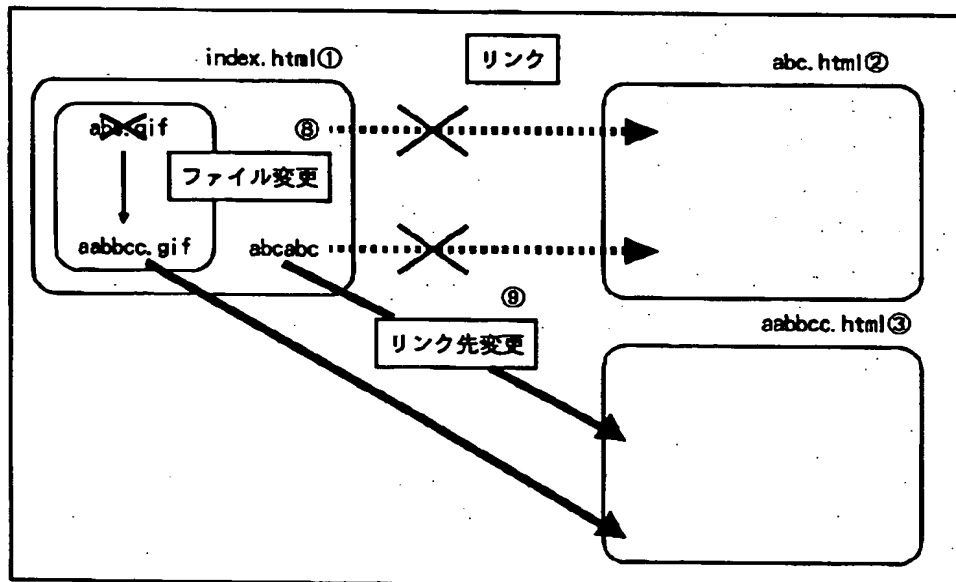 リンク
index.html①
abc.html②
abc.gif
⑧
ファイル変更
aabbcc.gif
abcabc
⑨
aabbcc.html③
リンク先変更